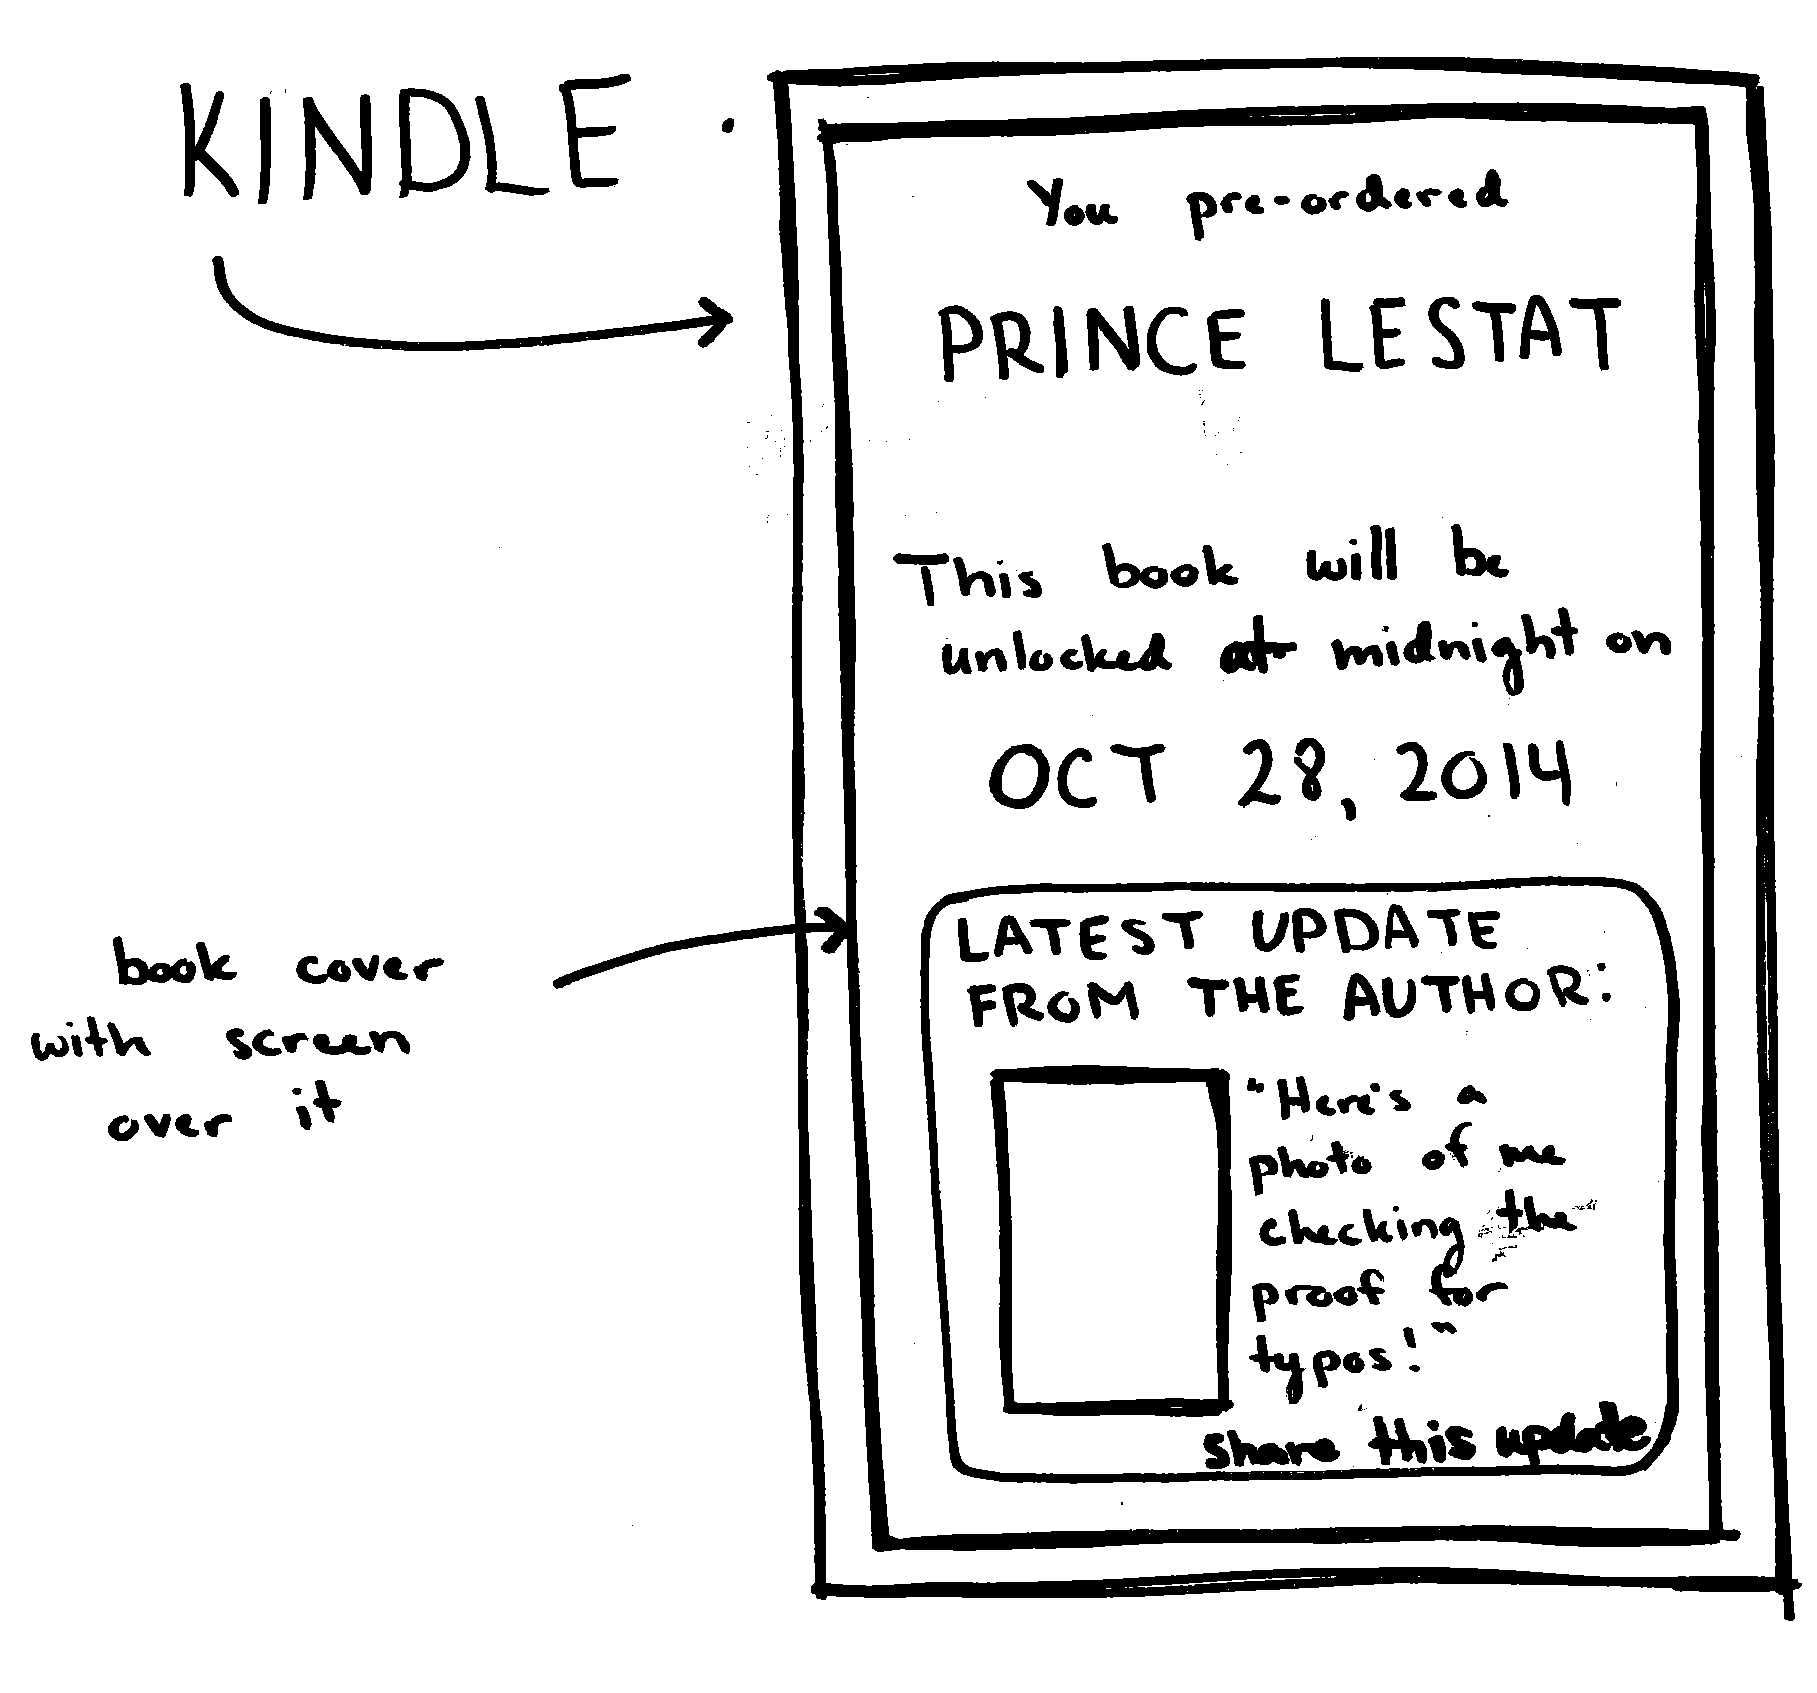 KINDLE
You pre-ordered
PRINCE LESTAT
This book will be
unlocked at midnight on
OCT 28, 2014
book cover
with screen
over it
LATEST UPDATE
FROM THE AUTHOR:
"Here's a
photo of me
checking the
proof for
typos!"
share this update